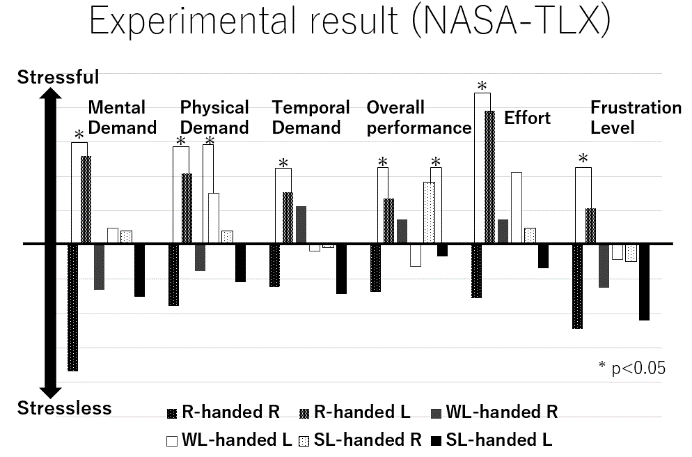 Experimental result (NASA-TLX)
Stressful
Mental
Demand
Physical
Demand
Temporal
Demand
Overall
performance
Effort
Frustration
Level
* * * * * * * *
* p<0.05
Stressless
R-handed R R-handed L WL-handed R
WL-handed L SL-handed R SL-handed L